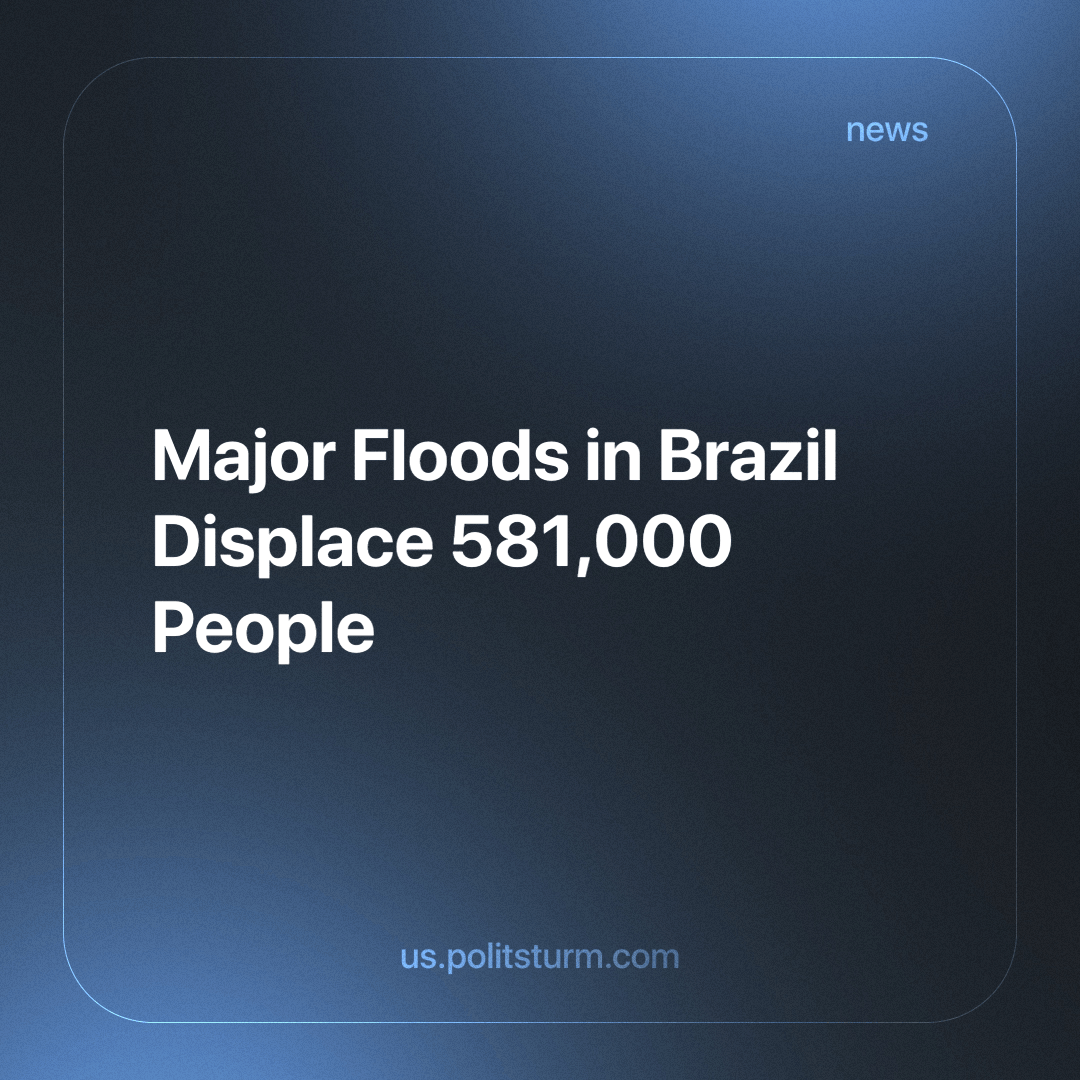 news
Major Floods in Brazil
Displace 581,000
People
us.politsturm.com